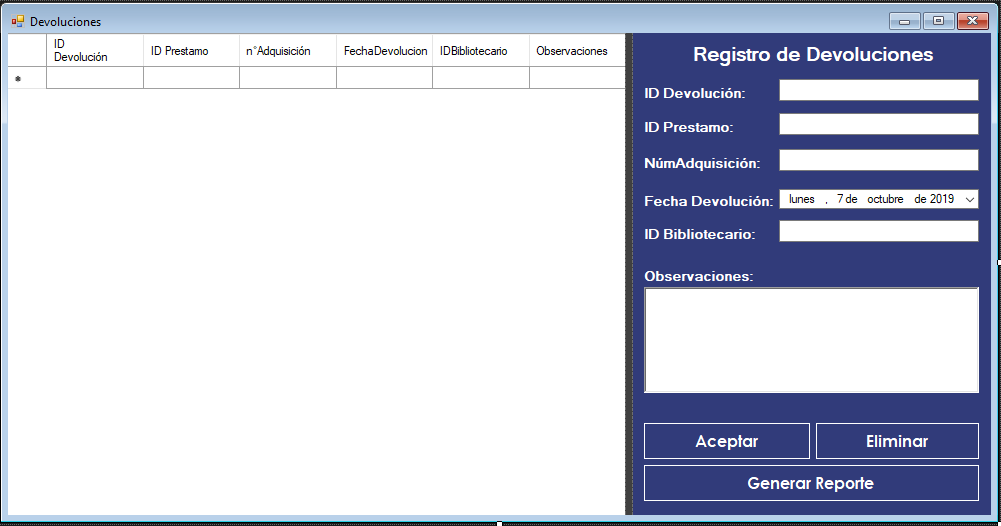 Devoluciones
ID
Devolución
ID Prestamo
n°Adquisición
FechaDevolucion
IDBibliotecario
Observaciones
Registro de Devoluciones
ID Devolución:
ID Prestamo:
NúmAdquisición:
Fecha Devolución: lunes , 7 de octubre de 2019
ID Bibliotecario:
Observaciones:
Aceptar
Eliminar
Generar Reporte